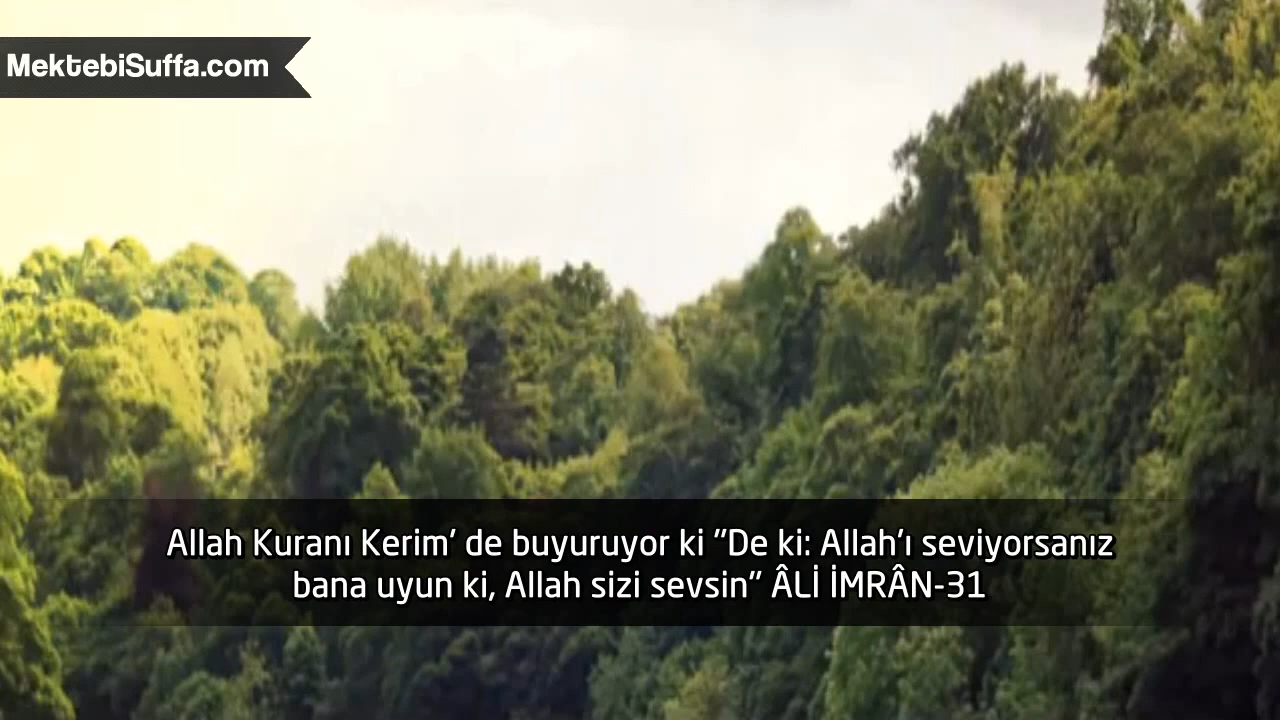 MektebiSuffa.com
Allah Kuranı Kerim' de buyuruyor ki "De ki: Allah'ı seviyorsanız
bana uyun ki, Allah sizi sevsin" ÂLİ İMRÂN-31